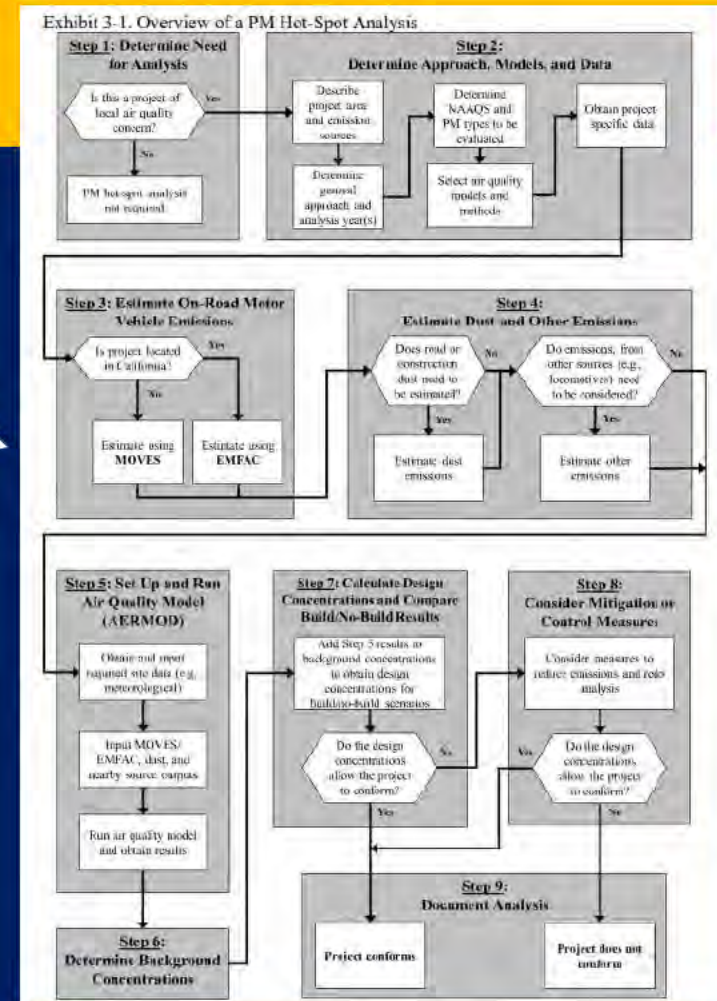 Exhibit 3-1. Overview of a PM Hot-Spot Analysis
Step 1: Determine Need
for Analysis
Is this a project of
local air quality
concern?
Yes
No
PM hot-spot analysis
not required
Step 2:
Determine Approach, Models, and Data
Describe
project area
and emission
sources
Determine
general
approach and
analysis year(s)
Determine
NAAQS and
PM types to be
evaluated
Select air quality
models and
methods
Obtain project
specific data
Step 3: Estimate On-Road Motor
Vehicle Emissions
Is project located
in California?
Yes
No
Estimate using
MOVES
Estimate using
EMFAC
Step 4:
Estimate Dust and Other Emissions
Does road or
construction
dust need to
be estimated?
No
Yes
Estimate dust
emissions
Do emissions, from
other sources (e.g.,
locomotives) need
to be considered?
No
Yes
Estimate other
emissions
Step 5: Set Up and Run
Air Quality Model
(AERMOD)
Obtain and input
required site data (e.g.,
meteorological)
Input MOVES/
EMFAC, dust, and
nearby source outputs
Run air quality model
and obtain results
Step 6:
Determine Background
Concentrations
Step 7: Calculate Design
Concentrations and Compare
Build/No-Build Results
Add Step 5 results to
background concentrations
to obtain design
concentrations for
build/no-build scenarios
Do the design
concentrations
allow the project
to conform?
No
Yes
Step 8:
Consider Mitigation or
Control Measures
Consider measures to
reduce emissions and redo
analysis
Do the design
concentrations
allow the project
to conform?
Yes
No
Step 9:
Document Analysis
Project conforms
Project does not
conform